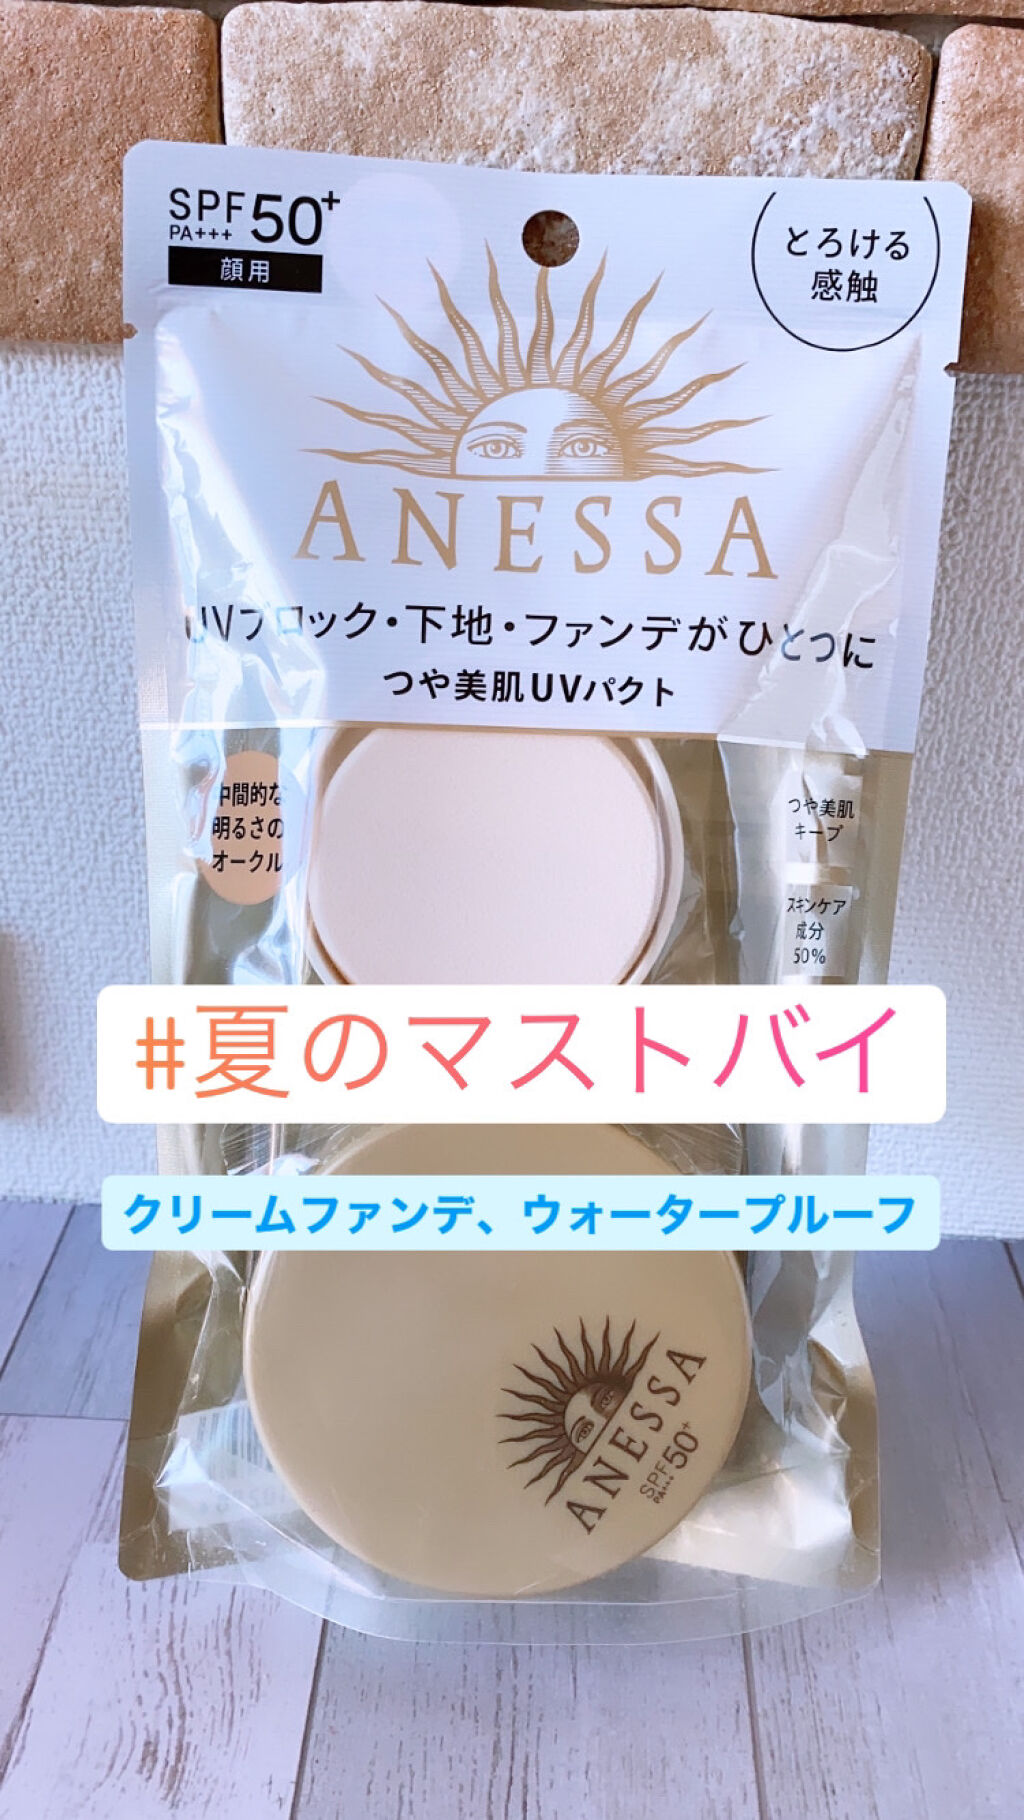 SPF50+
PA+++
顔用
とろける
感触
ANESSA
UVブロック・下地・ファンデがひとつに
つや美肌UVパクト
中間的な
明るさの
オークル
つや美肌
キープ
スキンケア
成分
50%
#夏のマストバイ
クリームファンデ、ウォータープルーフ
ANESSA
SPF50+
PA+++